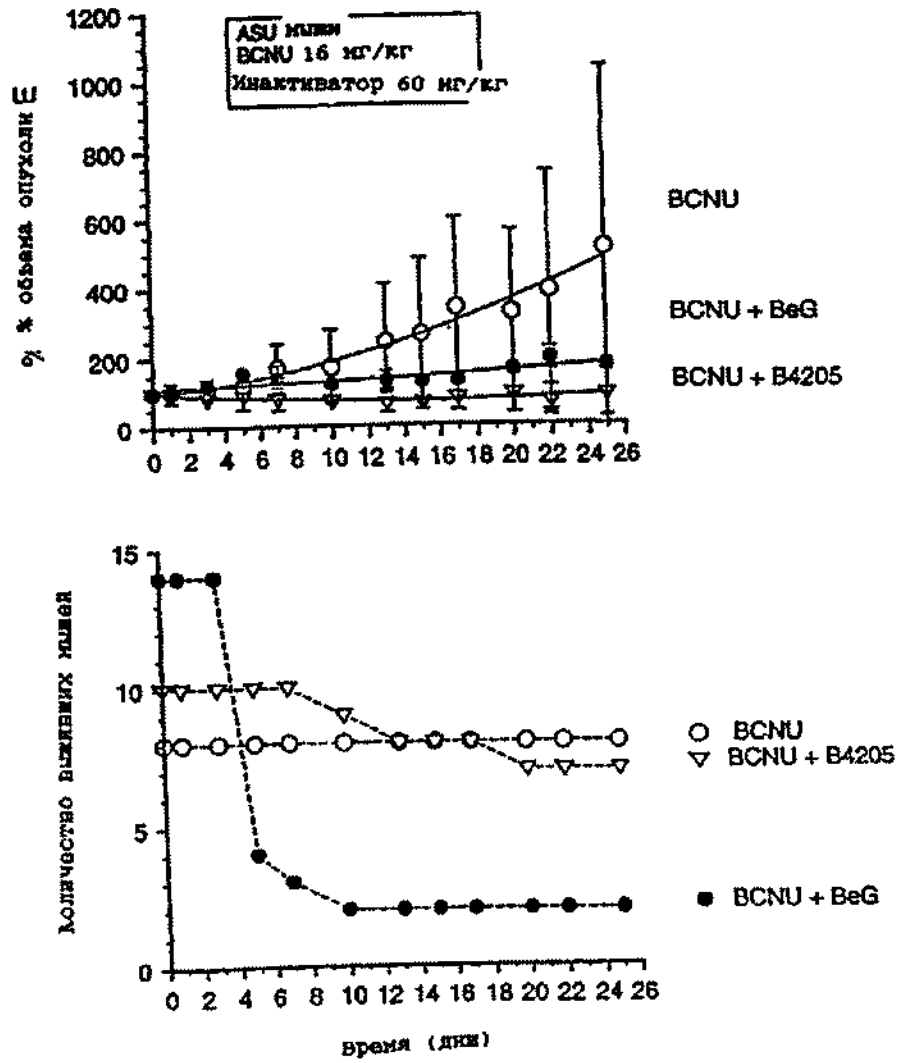 ASU мыши
BCNU 16 мг/кг
Инактиватор 60 мг/кг
% % объема опухоли E
1200
1000
800
600
400
200
0
0 2 4 6 8 10 12 14 16 18 20 22 24 26
BCNU
BCNU + BeG
BCNU + B4205
Количество выживших мышей
15
10
5
0
0 2 4 6 8 10 12 14 16 18 20 22 24 26
BCNU
BCNU + B4205
BCNU + BeG
Время (дни)